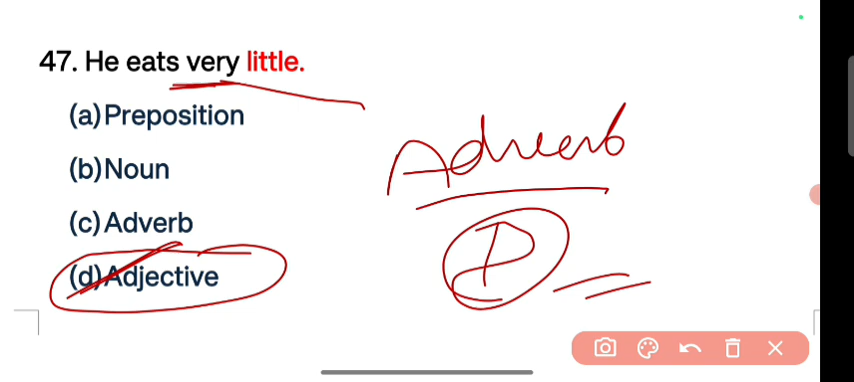 47. He eats very little.
(a) Preposition
(b) Noun
(c) Adverb
(d) Adjective
Adverb
D